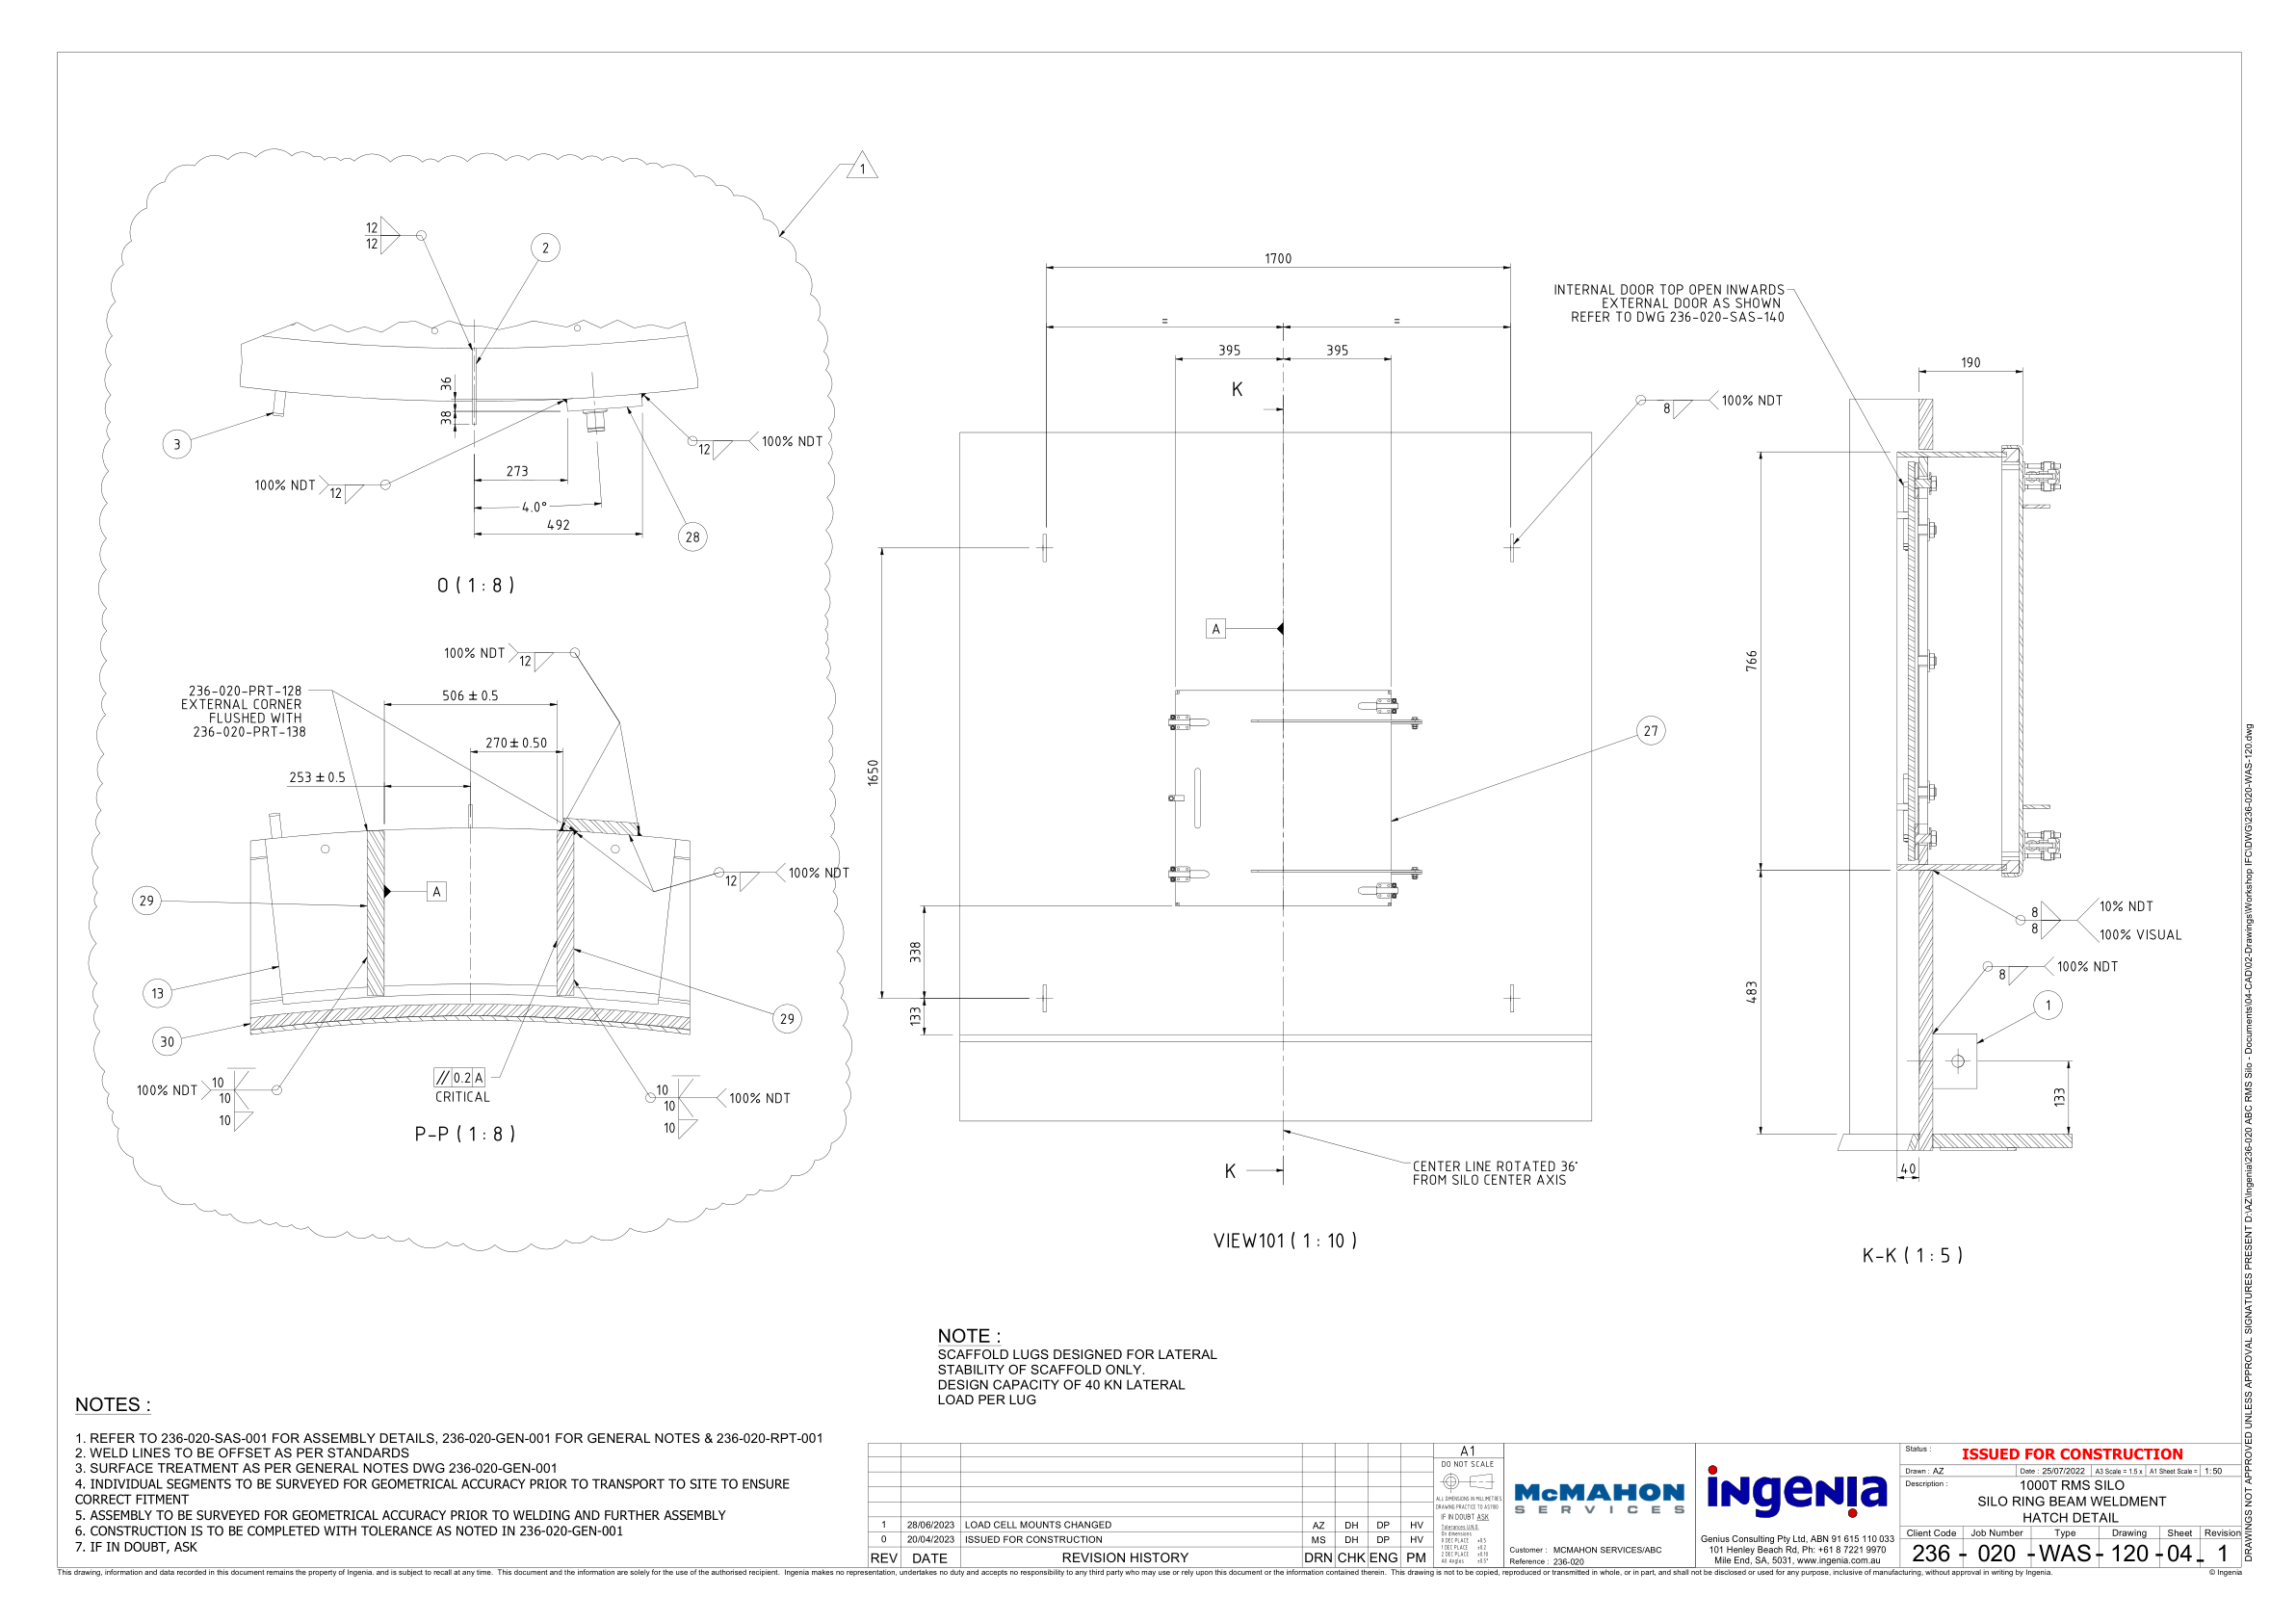 1
12
12
2
36
38
3
12
100% NDT
100% NDT
12
273
4.0°
492
28
O ( 1 : 8 )
100% NDT
12
236-020-PRT-128
EXTERNAL CORNER
FLUSHED WITH
236-020-PRT-138
506 ± 0.5
270 ± 0.50
253 ± 0.5
12
100% NDT
A
29
13
30
29
100% NDT
10
10
10
// 0.2 A
CRITICAL
10
10
10
100% NDT
P-P ( 1 : 8 )
1700
=
=
395
395
K
8
100% NDT
A
27
1650
338
133
K
CENTER LINE ROTATED 36°
FROM SILO CENTER AXIS
VIEW101 ( 1 : 10 )
INTERNAL DOOR TOP OPEN INWARDS
EXTERNAL DOOR AS SHOWN
REFER TO DWG 236-020-SAS-140
190
766
483
8
8
10% NDT
100% VISUAL
8
100% NDT
1
133
40
K-K ( 1 : 5 )
NOTE :
SCAFFOLD LUGS DESIGNED FOR LATERAL
STABILITY OF SCAFFOLD ONLY.
DESIGN CAPACITY OF 40 KN LATERAL
LOAD PER LUG
NOTES :
1. REFER TO 236-020-SAS-001 FOR ASSEMBLY DETAILS, 236-020-GEN-001 FOR GENERAL NOTES & 236-020-RPT-001
2. WELD LINES TO BE OFFSET AS PER STANDARDS
3. SURFACE TREATMENT AS PER GENERAL NOTES DWG 236-020-GEN-001
4. INDIVIDUAL SEGMENTS TO BE SURVEYED FOR GEOMETRICAL ACCURACY PRIOR TO TRANSPORT TO SITE TO ENSURE
CORRECT FITMENT
5. ASSEMBLY TO BE SURVEYED FOR GEOMETRICAL ACCURACY PRIOR TO WELDING AND FURTHER ASSEMBLY
6. CONSTRUCTION IS TO BE COMPLETED WITH TOLERANCE AS NOTED IN 236-020-GEN-001
7. IF IN DOUBT, ASK
1 28/06/2023 LOAD CELL MOUNTS CHANGED AZ DH DP HV
0 20/04/2023 ISSUED FOR CONSTRUCTION MS DH DP HV
REV DATE REVISION HISTORY DRN CHK ENG PM
A1
DO NOT SCALE
ALL DIMENSIONS IN MILLIMETRES
DRAWING PRACTICE TO AS1100
IF IN DOUBT ASK
McMAHON
SERVICES
Customer : MCMAHON SERVICES/ABC
Reference : 236-020
ingenia
Genius Consulting Pty Ltd, ABN 91 615 110 033
101 Henley Beach Rd, Ph: +61 8 7221 9970
Mile End, SA, 5031, www.ingenia.com.au
Status : ISSUED FOR CONSTRUCTION
Drawn : AZ Date : 25/07/2022 A3 Scale = 1.5 x A1 Sheet Scale = 1:50
Description : 1000T RMS SILO
SILO RING BEAM WELDMENT
HATCH DETAIL
Client Code Job Number Type Drawing Sheet Revision
236 - 020 - WAS - 120 - 04 - 1
This drawing, information and data recorded in this document remains the property of Ingenia. and is subject to recall at any time. This document and the information are solely for the use of the authorised recipient. Ingenia makes no representation, undertakes no duty and accepts no responsibility to any third party who may use or rely upon this document or the information contained therein. This drawing is not to be copied, reproduced or transmitted in whole, or in part, and shall not be disclosed or used for any purpose, inclusive of manufacturing, without approval in writing by Ingenia.
© Ingenia
DRAWINGS NOT APPROVED UNLESS APPROVAL SIGNATURES PRESENT D:\AZ\Ingenia\236-020 ABC RMS Silo - Documents\04-CAD\02-Drawings\Workshop IFC\DWG\236-020-WAS-120.dwg